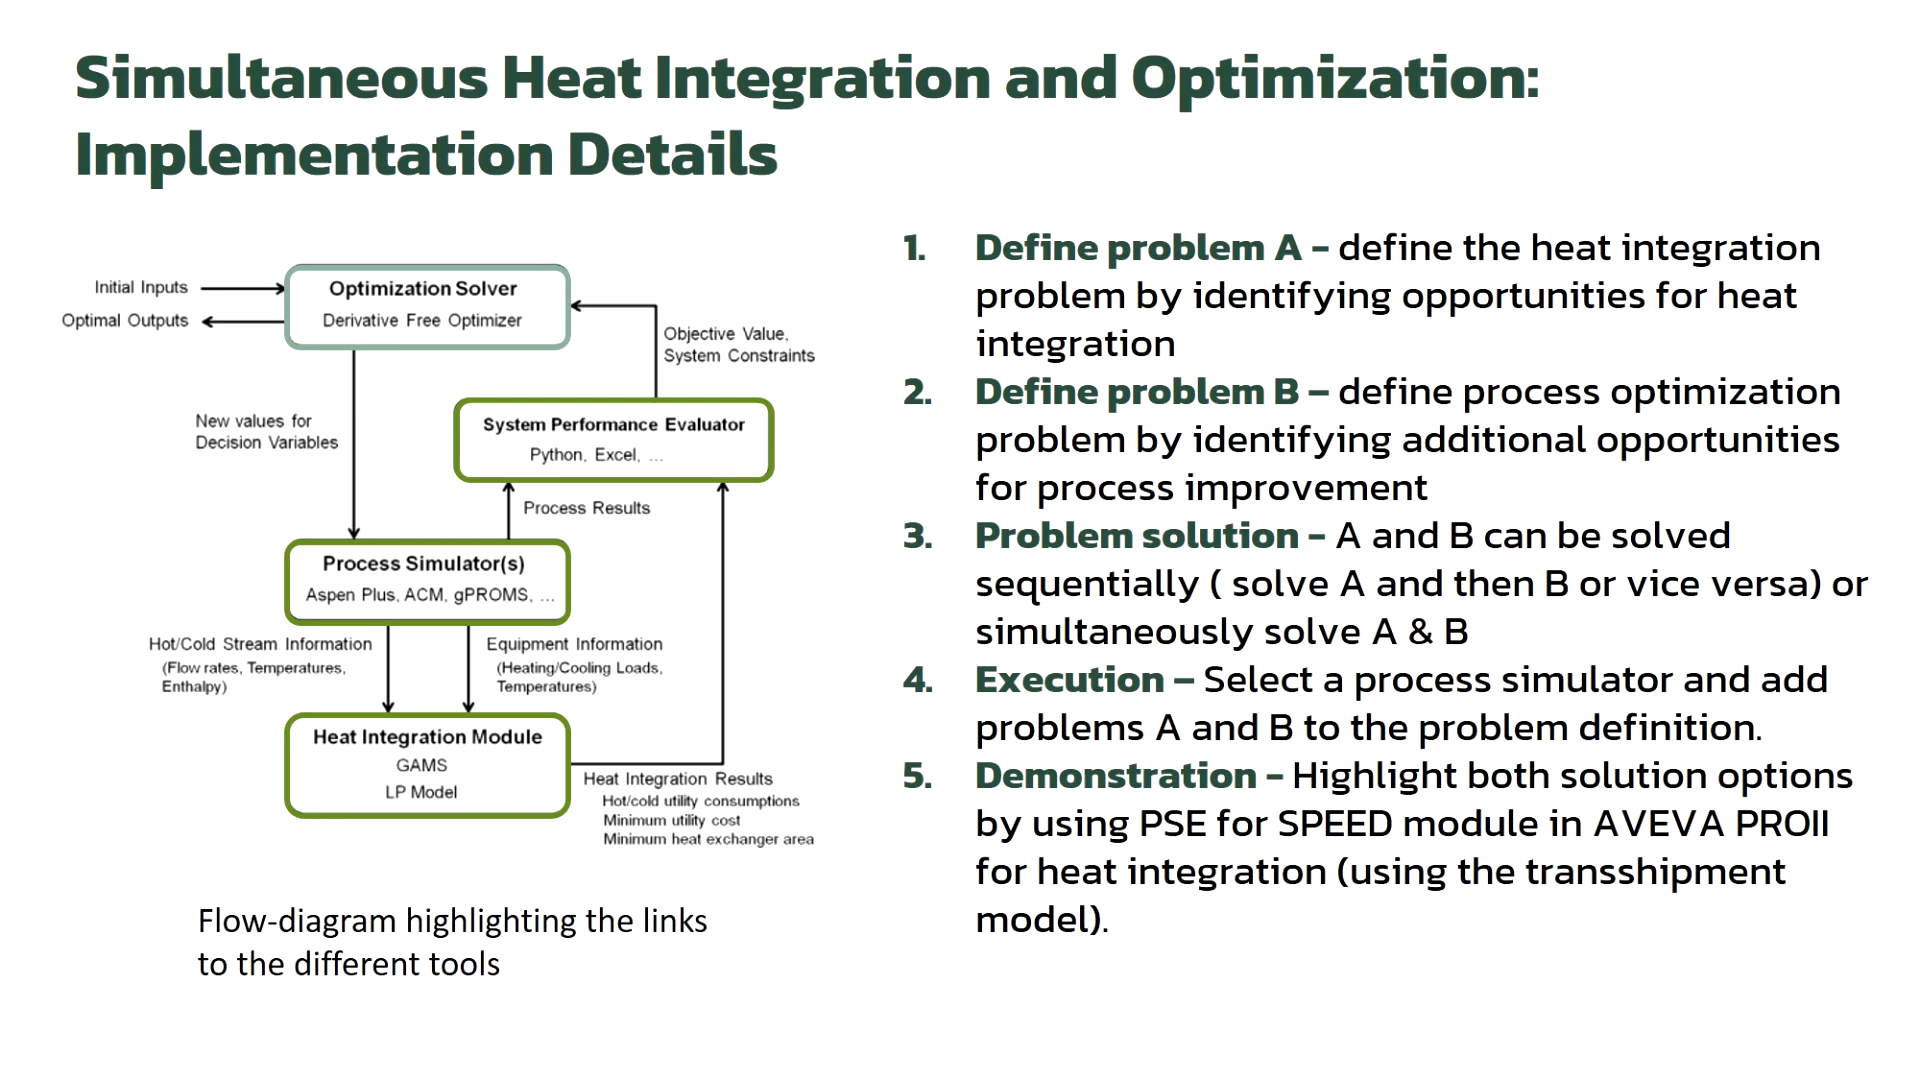 Simultaneous Heat Integration and Optimization:
Implementation Details
Initial Inputs
Optimal Outputs
Optimization Solver
Derivative Free Optimizer
Objective Value,
System Constraints
New values for
Decision Variables
System Performance Evaluator
Python, Excel, ...
Process Results
Process Simulator(s)
Aspen Plus, ACM, gPROMS, ...
Hot/Cold Stream Information
(Flow rates, Temperatures,
Enthalpy)
Equipment Information
(Heating/Cooling Loads,
Temperatures)
Heat Integration Module
GAMS
LP Model
Heat Integration Results
Hot/cold utility consumptions
Minimum utility cost
Minimum heat exchanger area
Flow-diagram highlighting the links
to the different tools
1. Define problem A – define the heat integration
problem by identifying opportunities for heat
integration
2. Define problem B – define process optimization
problem by identifying additional opportunities
for process improvement
3. Problem solution – A and B can be solved
sequentially ( solve A and then B or vice versa) or
simultaneously solve A & B
4. Execution – Select a process simulator and add
problems A and B to the problem definition.
5. Demonstration – Highlight both solution options
by using PSE for SPEED module in AVEVA PROII
for heat integration (using the transshipment
model).